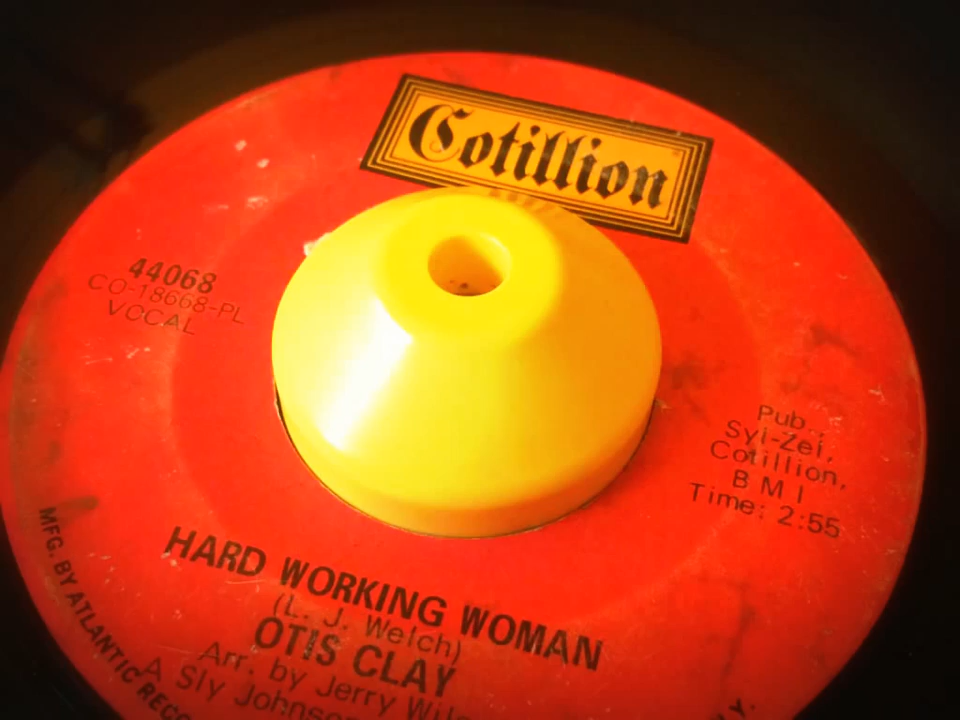 Cotillion
44068
CO-18668-PL
VOCAL
Pub.,
Syl-Zel,
Cotillion,
BMI
Time: 2:55
HARD WORKING WOMAN
(L. J. Welch)
OTIS CLAY
Arr. by Jerry
A Sly
MFG. BY ATLANTIC
N.Y.